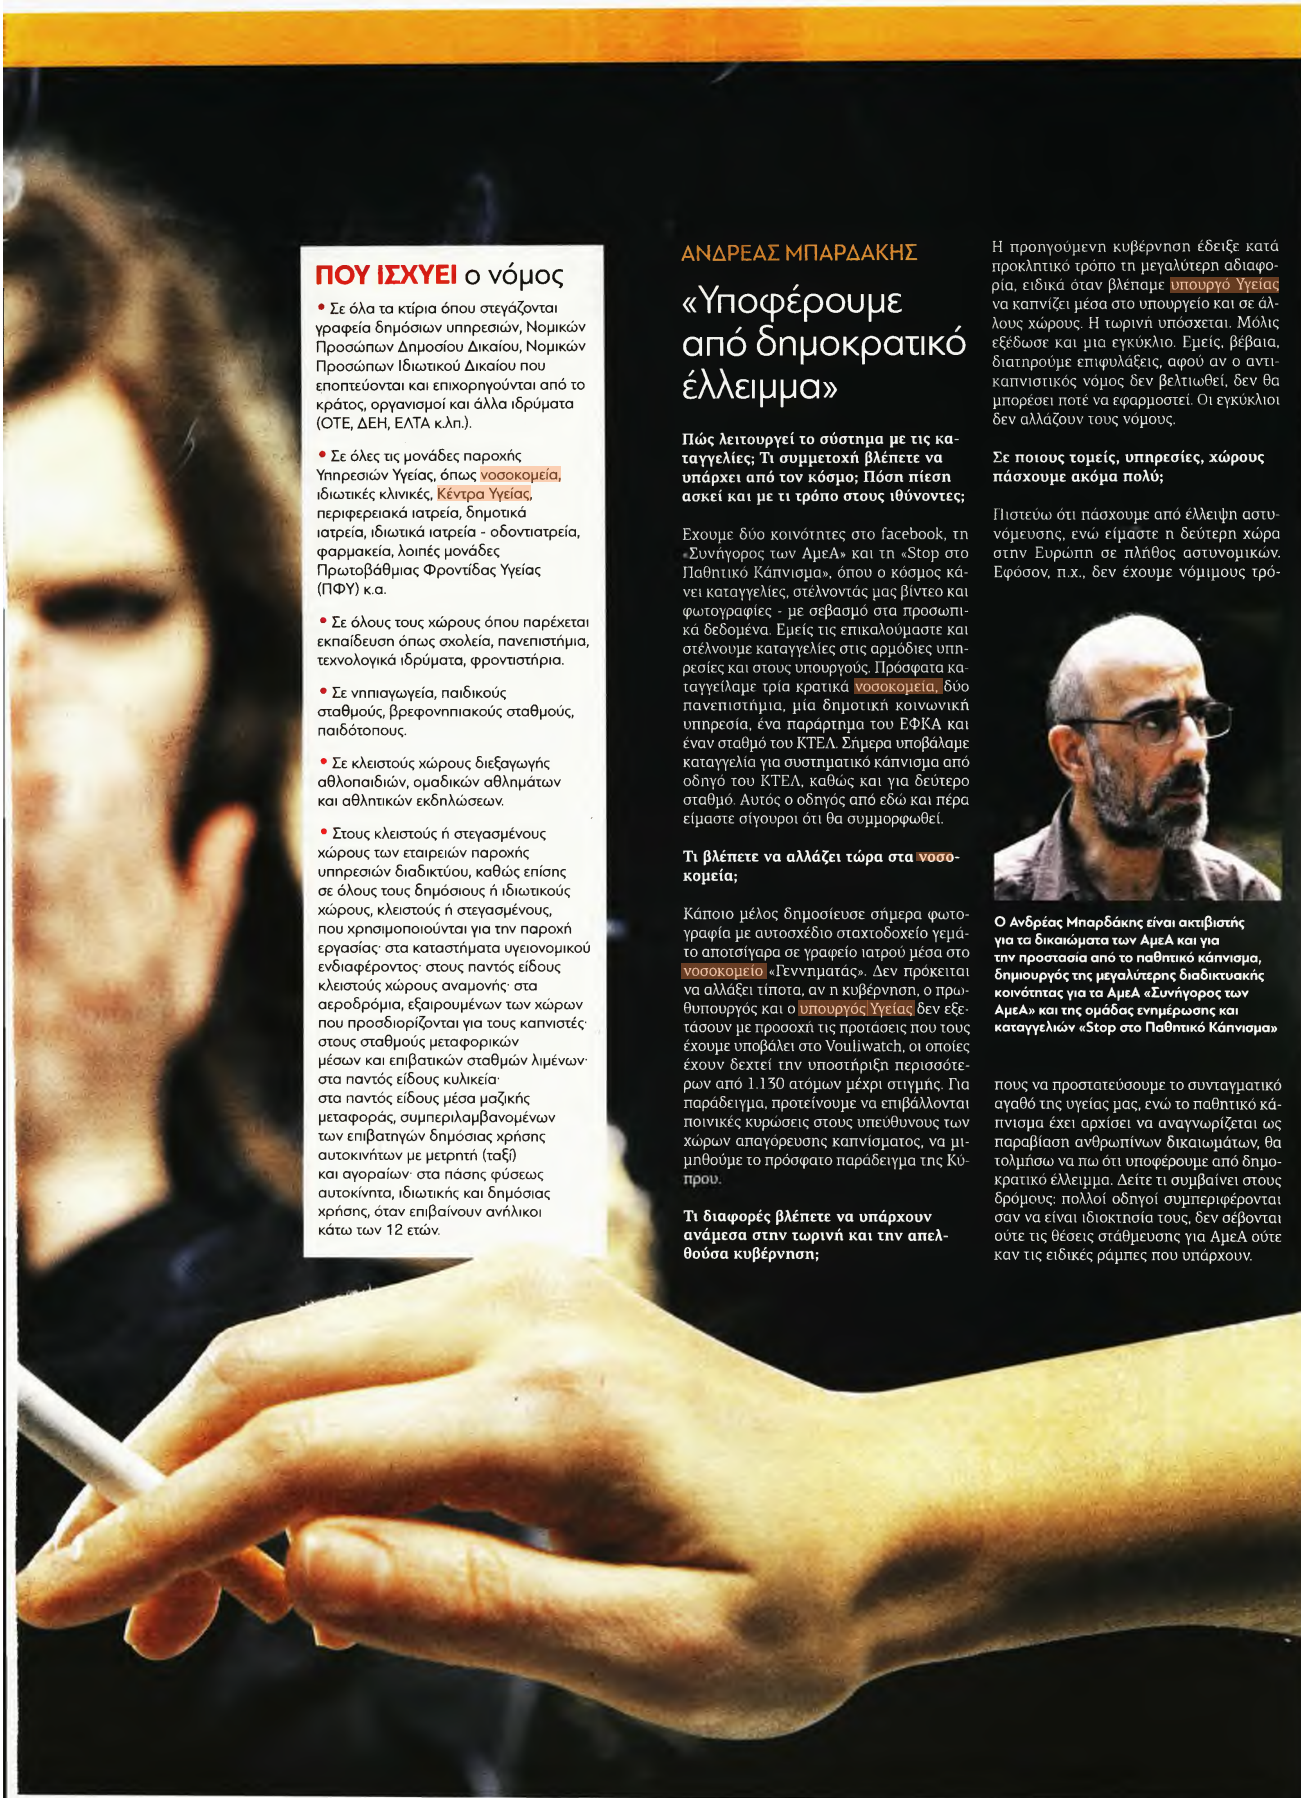 ΠΟΥ ΙΣΧΥΕΙ ο νόμος
• Σε όλα τα κτίρια όπου στεγάζονται
γραφεία δημόσιων υπηρεσιών, Νομικών
Προσώπων Δημοσίου Δικαίου, Νομικών
Προσώπων Ιδιωτικού Δικαίου που
εποπτεύονται και επιχορηγούνται από το
κράτος, οργανισμοί και άλλα ιδρύματα
(ΟΤΕ, ΔΕΗ, ΕΛΤΑ κ.λπ.).
• Σε όλες τις μονάδες παροχής
Υπηρεσιών Υγείας, όπως νοσοκομεία,
ιδιωτικές κλινικές, Κέντρα Υγείας,
περιφερειακά ιατρεία, δημοτικά
ιατρεία, ιδιωτικά ιατρεία - οδοντιατρεία,
φαρμακεία, λοιπές μονάδες
Πρωτοβάθμιας Φροντίδας Υγείας
(ΠΦΥ) κ.α.
• Σε όλους τους χώρους όπου παρέχεται
εκπαίδευση όπως σχολεία, πανεπιστήμια,
τεχνολογικά ιδρύματα, φροντιστήρια.
• Σε νηπιαγωγεία, παιδικούς
σταθμούς, βρεφονηπιακούς σταθμούς,
παιδότοπους.
• Σε κλειστούς χώρους διεξαγωγής
αθλοπαιδιών, ομαδικών αθλημάτων
και αθλητικών εκδηλώσεων.
• Στους κλειστούς ή στεγασμένους
χώρους των εταιρειών παροχής
υπηρεσιών διαδικτύου, καθώς επίσης
σε όλους τους δημόσιους ή ιδιωτικούς
χώρους, κλειστούς ή στεγασμένους,
που χρησιμοποιούνται για την παροχή
εργασίας· στα καταστήματα υγειονομικού
ενδιαφέροντος· στους παντός είδους
κλειστούς χώρους αναμονής· στα
αεροδρόμια, εξαιρουμένων των χώρων
που προσδιορίζονται για τους καπνιστές·
στους σταθμούς μεταφορικών
μέσων και επιβατικών σταθμών λιμένων·
στα παντός είδους κυλικεία·
στα παντός είδους μέσα μαζικής
μεταφοράς, συμπεριλαμβανομένων
των επιβατηγών δημόσιας χρήσης
αυτοκινήτων με μετρητή (ταξί)
και αγοραίων· στα πάσης φύσεως
αυτοκίνητα, ιδιωτικής και δημόσιας
χρήσης, όταν επιβαίνουν ανήλικοι
κάτω των 12 ετών.
ΑΝΔΡΕΑΣ ΜΠΑΡΔΑΚΗΣ
«Υποφέρουμε
από δημοκρατικό
έλλειμμα»
Πώς λειτουργεί το σύστημα με τις κα-
ταγγελίες; Τι συμμετοχή βλέπετε να
υπάρχει από τον κόσμο; Πόση πίεση
ασκεί και με τι τρόπο στους ιθύνοντες;
Εχουμε δύο κοινότητες στο facebook, τη
«Συνήγορος των ΑμεΑ» και τη «Stop στο
Παθητικό Κάπνισμα», όπου ο κόσμος κά-
νει καταγγελίες, στέλνοντάς μας βίντεο και
φωτογραφίες - με σεβασμό στα προσωπι-
κά δεδομένα. Εμείς τις επικαλούμαστε και
στέλνουμε καταγγελίες στις αρμόδιες υπη-
ρεσίες και στους υπουργούς. Πρόσφατα κα-
ταγγείλαμε τρία κρατικά νοσοκομεία, δύο
πανεπιστήμια, μία δημοτική κοινωνική
υπηρεσία, ένα παράρτημα του ΕΦΚΑ και
έναν σταθμό του ΚΤΕΛ. Σήμερα υποβάλαμε
καταγγελία για συστηματικό κάπνισμα από
οδηγό του ΚΤΕΛ, καθώς και για δεύτερο
σταθμό. Αυτός ο οδηγός από εδώ και πέρα
είμαστε σίγουροι ότι θα συμμορφωθεί.
Τι βλέπετε να αλλάζει τώρα στα νοσο-
κομεία;
Κάποιο μέλος δημοσίευσε σήμερα φωτο-
γραφία με αυτοσχέδιο σταχτοδοχείο γεμά-
το αποτσίγαρα σε γραφείο ιατρού μέσα στο
νοσοκομείο «Γεννηματάς». Δεν πρόκειται
να αλλάξει τίποτα, αν η κυβέρνηση, ο πρω-
θυπουργός και ο υπουργός Υγείας δεν εξε-
τάσουν με προσοχή τις προτάσεις που τους
έχουμε υποβάλει στο Vouliwatch, οι οποίες
έχουν δεχτεί την υποστήριξη περισσότε-
ρων από 1.130 ατόμων μέχρι στιγμής. Για
παράδειγμα, προτείνουμε να επιβάλλονται
ποινικές κυρώσεις στους υπεύθυνους των
χώρων απαγόρευσης καπνίσματος, να μι-
μηθούμε το πρόσφατο παράδειγμα της Κύ-
πρου.
Τι διαφορές βλέπετε να υπάρχουν
ανάμεσα στην τωρινή και την απελ-
θούσα κυβέρνηση;
Η προηγούμενη κυβέρνηση έδειξε κατά
προκλητικό τρόπο τη μεγαλύτερη αδιαφο-
ρία, ειδικά όταν βλέπαμε υπουργό Υγείας
να καπνίζει μέσα στο υπουργείο και σε άλ-
λους χώρους. Η τωρινή υπόσχεται. Μόλις
εξέδωσε και μια εγκύκλιο. Εμείς, βέβαια,
διατηρούμε επιφυλάξεις, αφού αν ο αντι-
καπνιστικός νόμος δεν βελτιωθεί, δεν θα
μπορέσει ποτέ να εφαρμοστεί. Οι εγκύκλιοι
δεν αλλάζουν τους νόμους.
Σε ποιους τομείς, υπηρεσίες, χώρους
πάσχουμε ακόμα πολύ;
Πιστεύω ότι πάσχουμε από έλλειψη αστυ-
νόμευσης, ενώ είμαστε η δεύτερη χώρα
στην Ευρώπη σε πλήθος αστυνομικών.
Εφόσον, π.χ., δεν έχουμε νόμιμους τρό-
Ο Ανδρέας Μπαρδάκης είναι ακτιβιστής
για τα δικαιώματα των ΑμεΑ και για
την προστασία από το παθητικό κάπνισμα,
δημιουργός της μεγαλύτερης διαδικτυακής
κοινότητας για τα ΑμεΑ «Συνήγορος των
ΑμεΑ» και της ομάδας ενημέρωσης και
καταγγελιών «Stop στο Παθητικό Κάπνισμα»
πους να προστατεύσουμε το συνταγματικό
αγαθό της υγείας μας, ενώ το παθητικό κά-
πνισμα έχει αρχίσει να αναγνωρίζεται ως
παραβίαση ανθρωπίνων δικαιωμάτων, θα
τολμήσω να πω ότι υποφέρουμε από δημο-
κρατικό έλλειμμα. Δείτε τι συμβαίνει στους
δρόμους: πολλοί οδηγοί συμπεριφέρονται
σαν να είναι ιδιοκτησία τους, δεν σέβονται
ούτε τις θέσεις στάθμευσης για ΑμεΑ ούτε
καν τις ειδικές ράμπες που υπάρχουν.